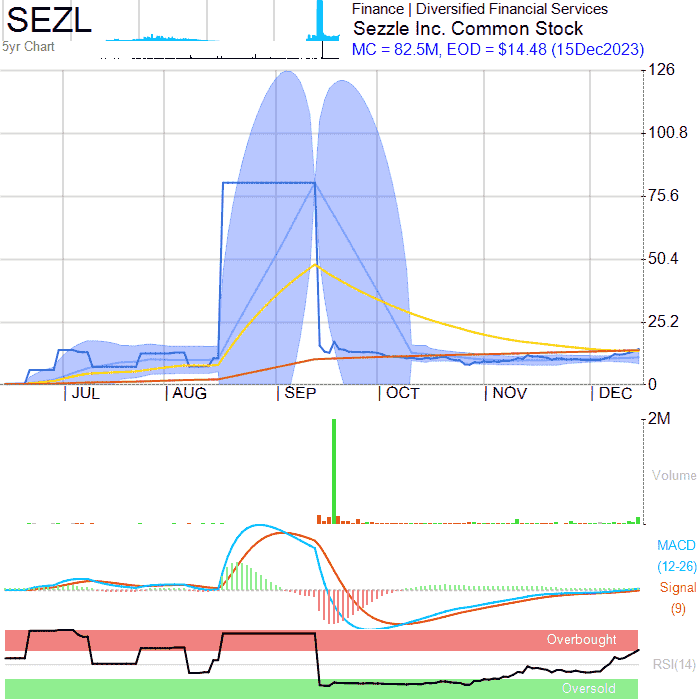 SEZL
5yr Chart
Finance | Diversified Financial Services
Sezzle Inc. Common Stock
MC = 82.5M, EOD = $14.48 (15Dec2023)
126
100.8
75.6
50.4
25.2
0
JUL AUG SEP OCT NOV DEC
2M
Volume
MACD
(12-26)
Signal
(9)
Overbought
RSI(14)
Oversold